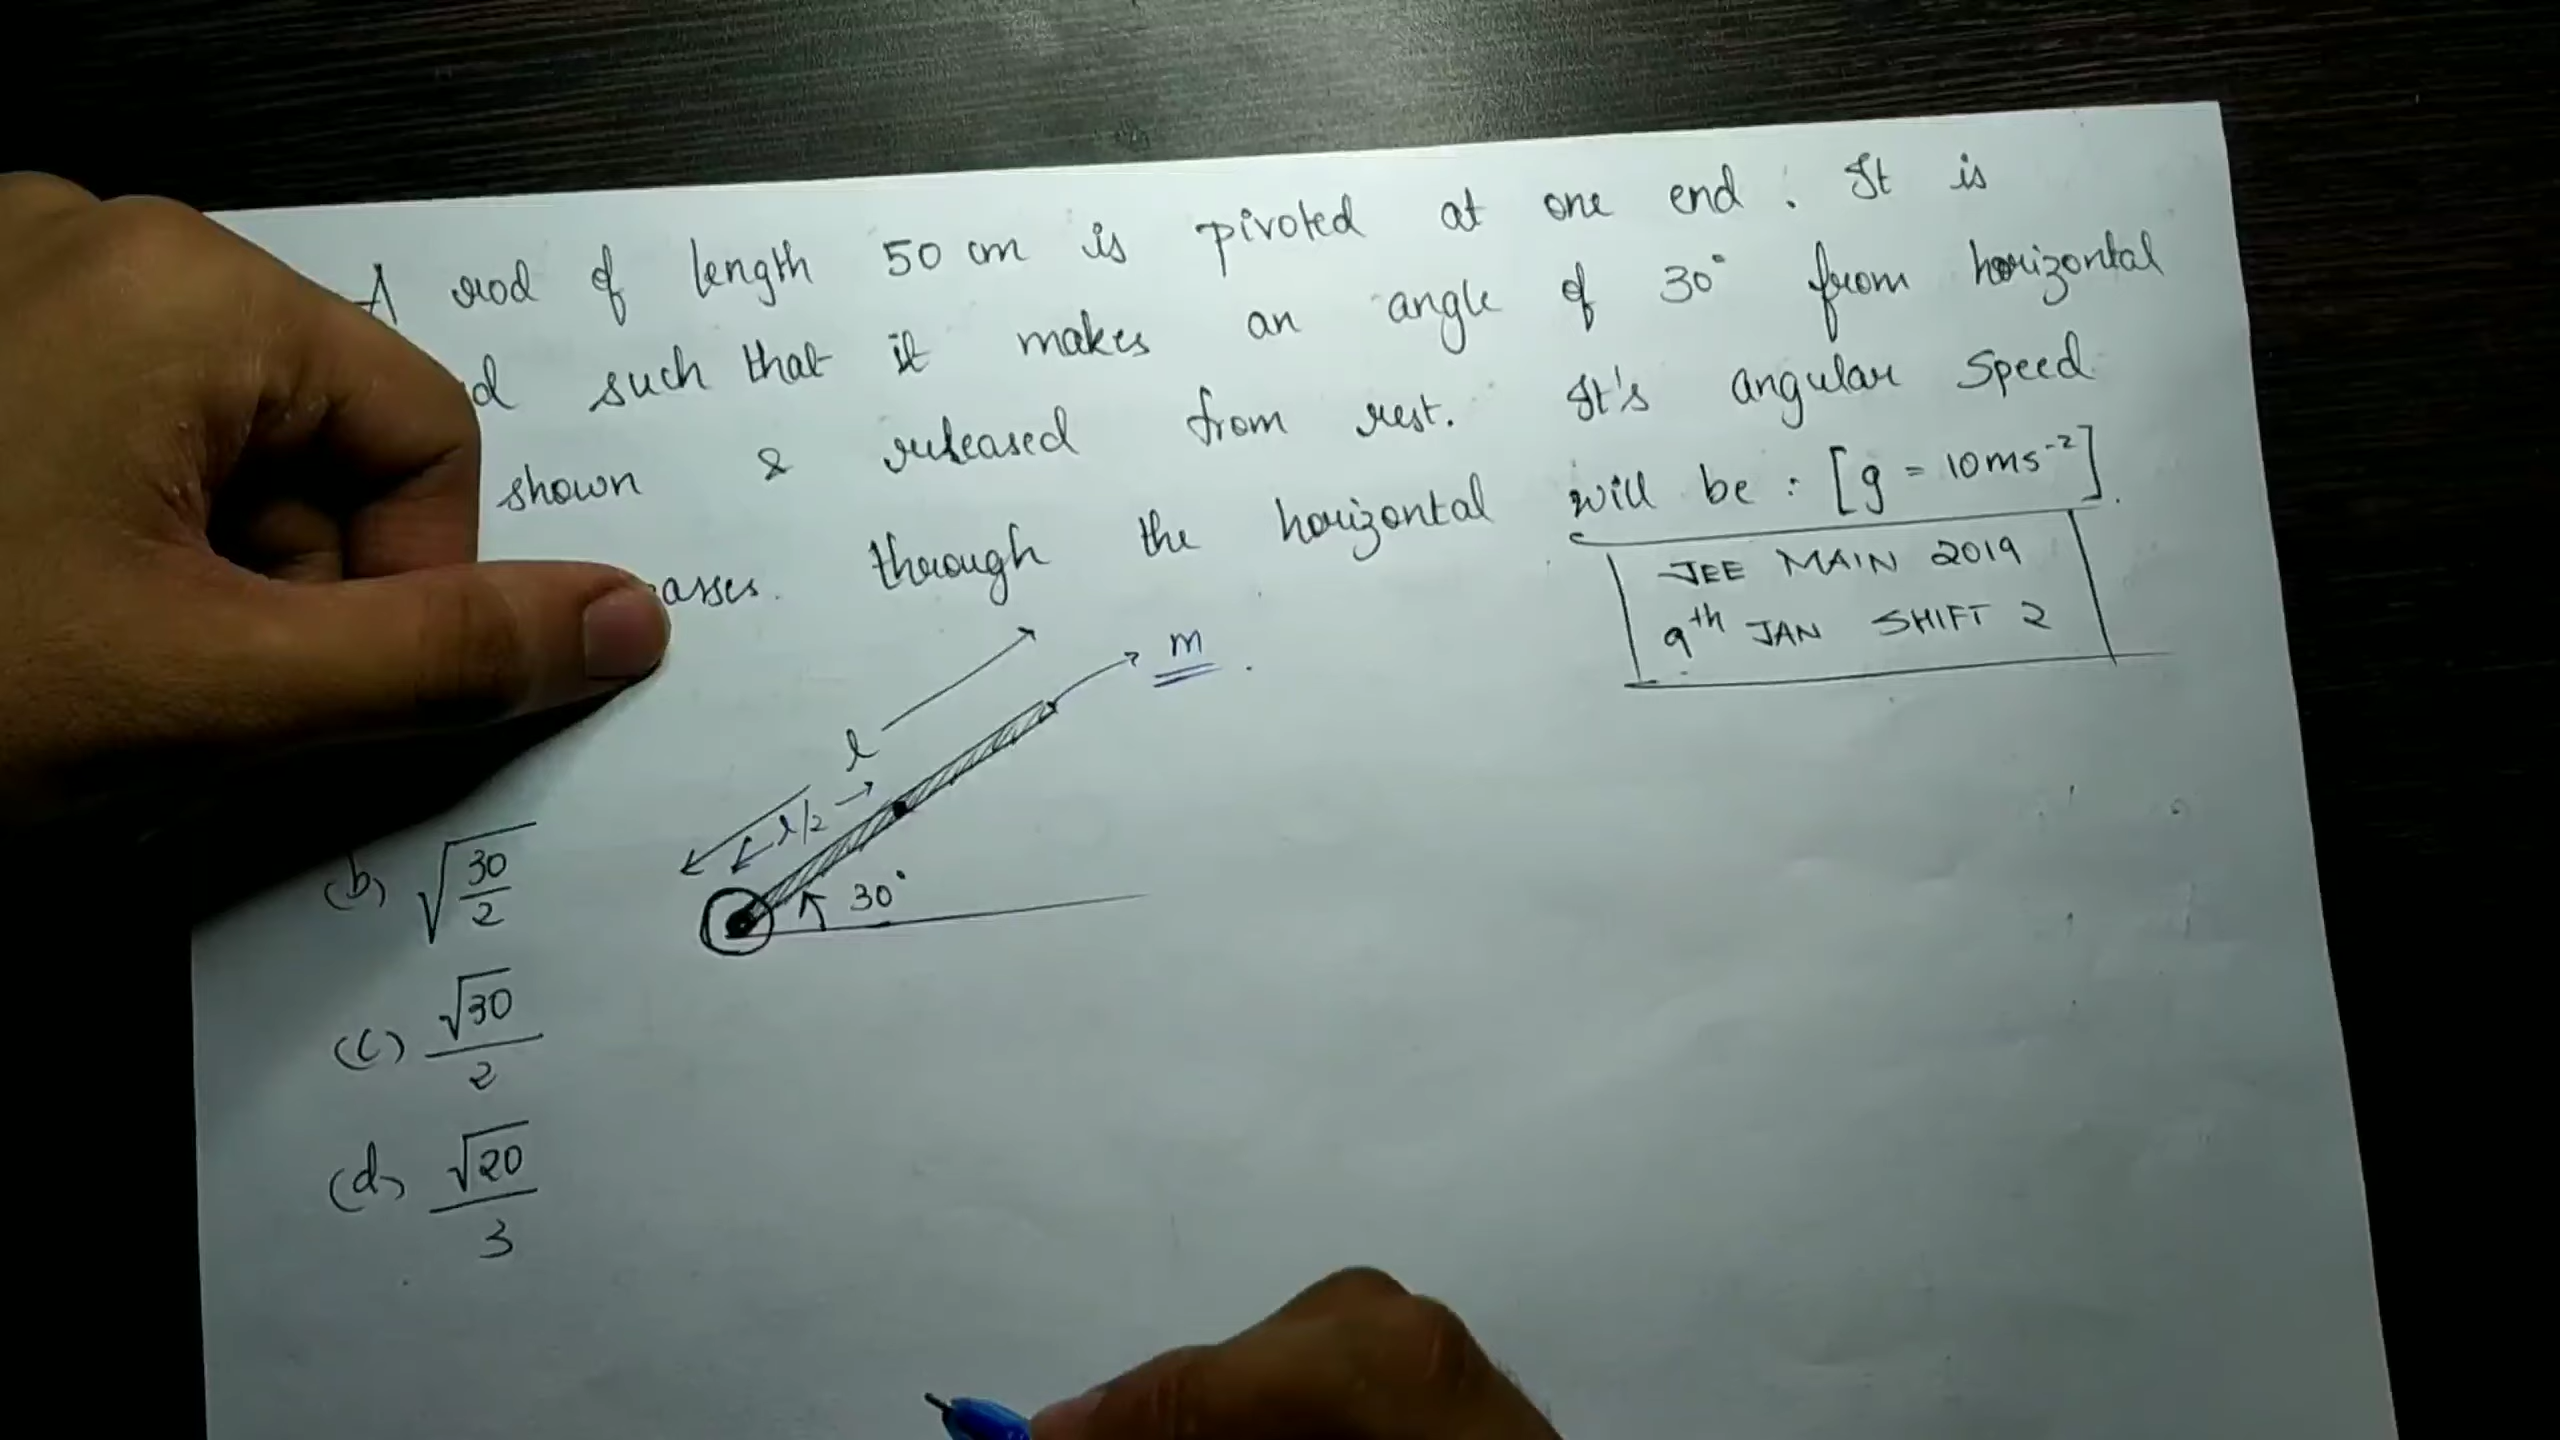 A rod of length 50 cm is pivoted at one end. It is
such that it makes an angle of 30° from horizontal
shown & released from rest. It's angular speed
through the horizontal will be : [g = 10ms⁻²].
JEE MAIN 2019
9th JAN SHIFT 2
m
l
l/2
30°
(b) √30/2
(c) √30/2
(d) √20/3